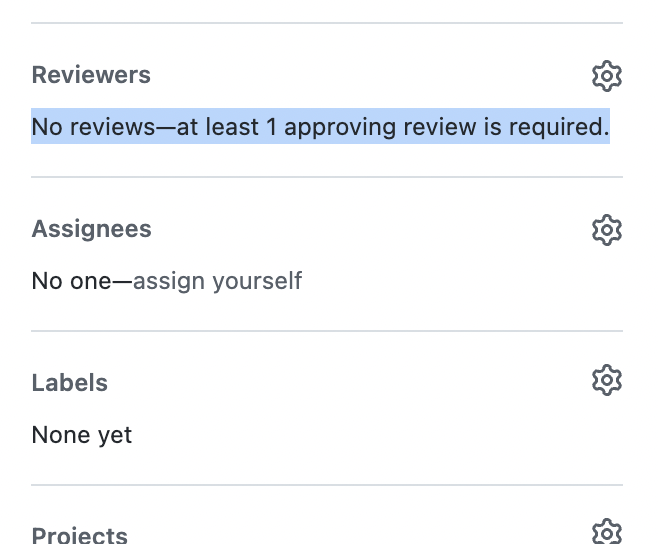 Reviewers
No reviews—at least 1 approving review is required.
Assignees
No one—assign yourself
Labels
None yet
Projects